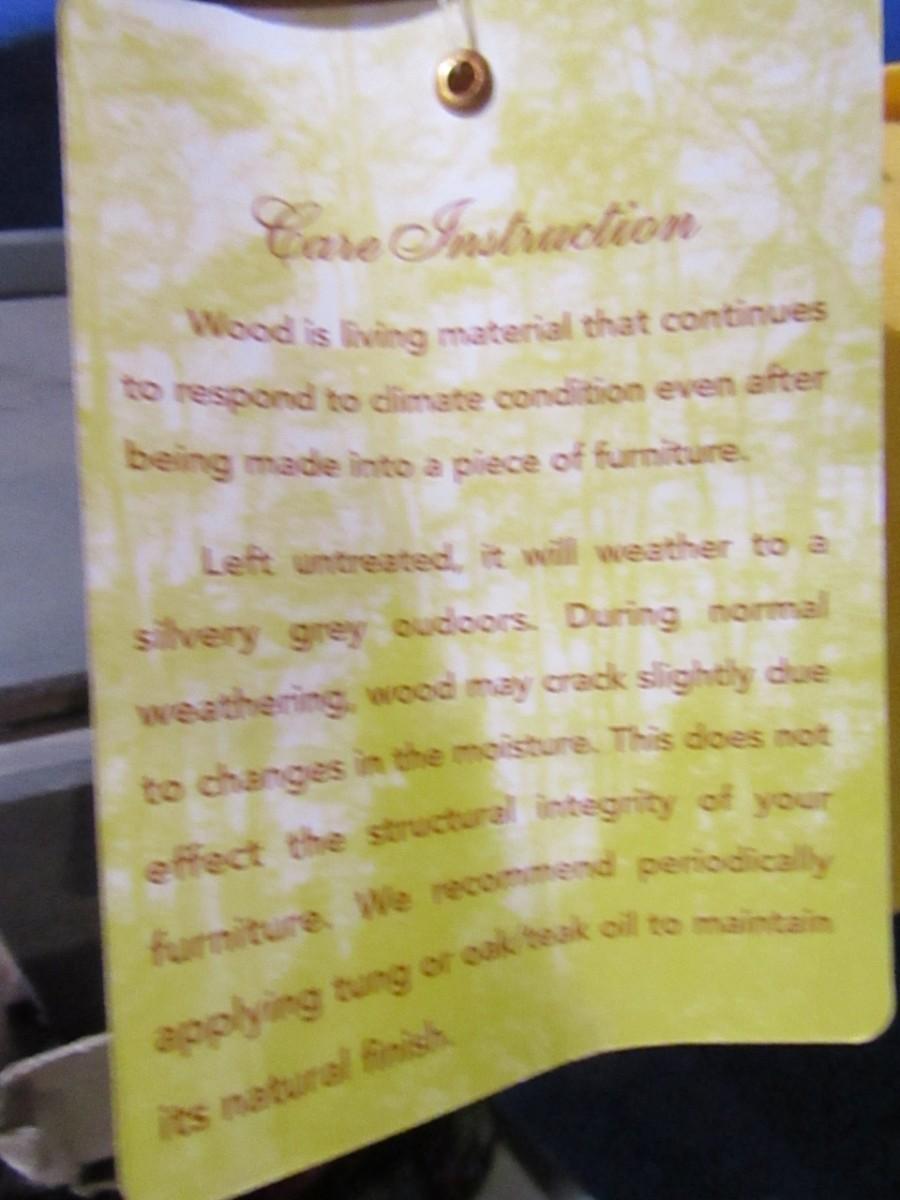 Care Instruction
Wood is living material that continues
to respond to climate condition even after
being made into a piece of furniture.
Left untreated, it will weather to a
silvery grey oudoors. During normal
weathering, wood may crack slightly due
to changes in the moisture. This does not
effect the structural integrity of your
furniture. We recommend periodically
applying tung or oak/teak oil to maintain
its natural finish.